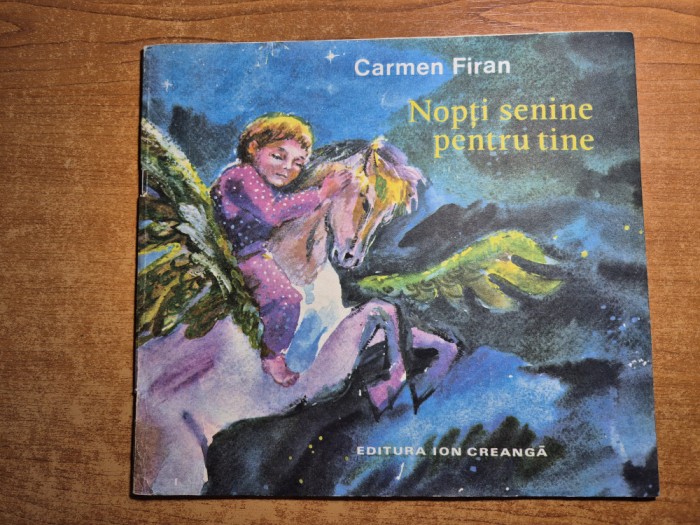 Carmen Firan
Nopți senine
pentru tine
EDITURA ION CREANGĂ